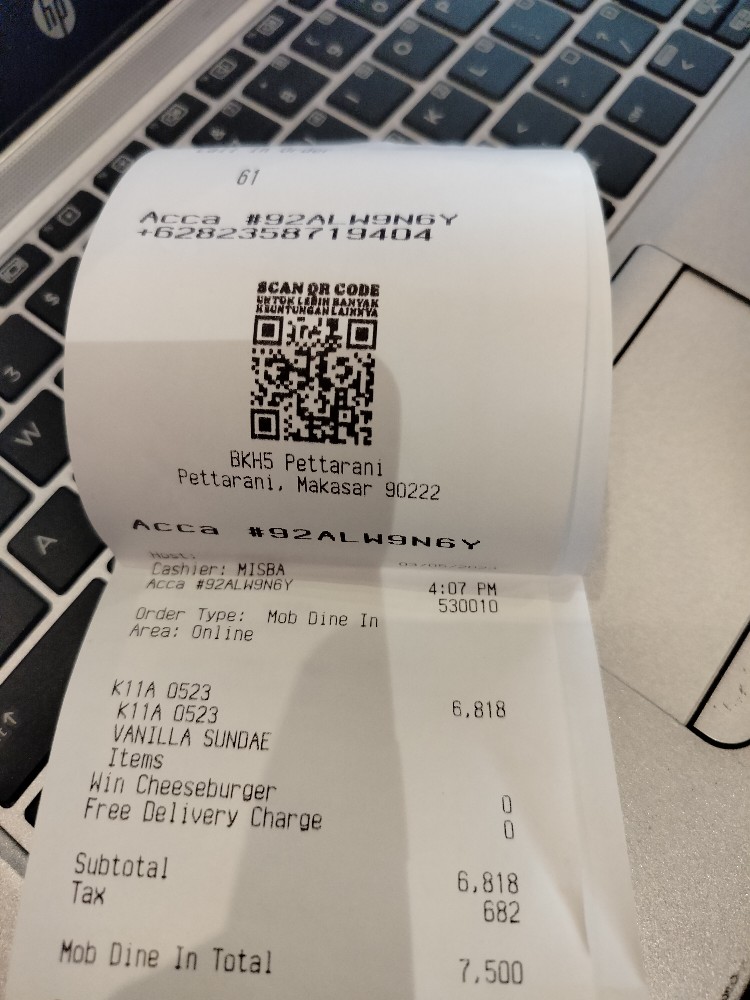 hp
61
Acca #92ALW9N6Y
+6282358719404
SCAN QR CODE
UNTUK LEBIH BANYAK
KEUNTUNGAN LAINNYA
BKH5 Pettarani
Pettarani, Makasar 90222
Acca #92ALW9N6Y
Host:
Cashier: MISBA
4:07 PM
Acca #92ALW9N6Y
530010
Order Type: Mob Dine In
Area: Online
K11A 0523
K11A 0523 6,818
VANILLA SUNDAE
Items
Win Cheeseburger 0
Free Delivery Charge 0
Subtotal 6,818
Tax 682
Mob Dine In Total 7,500